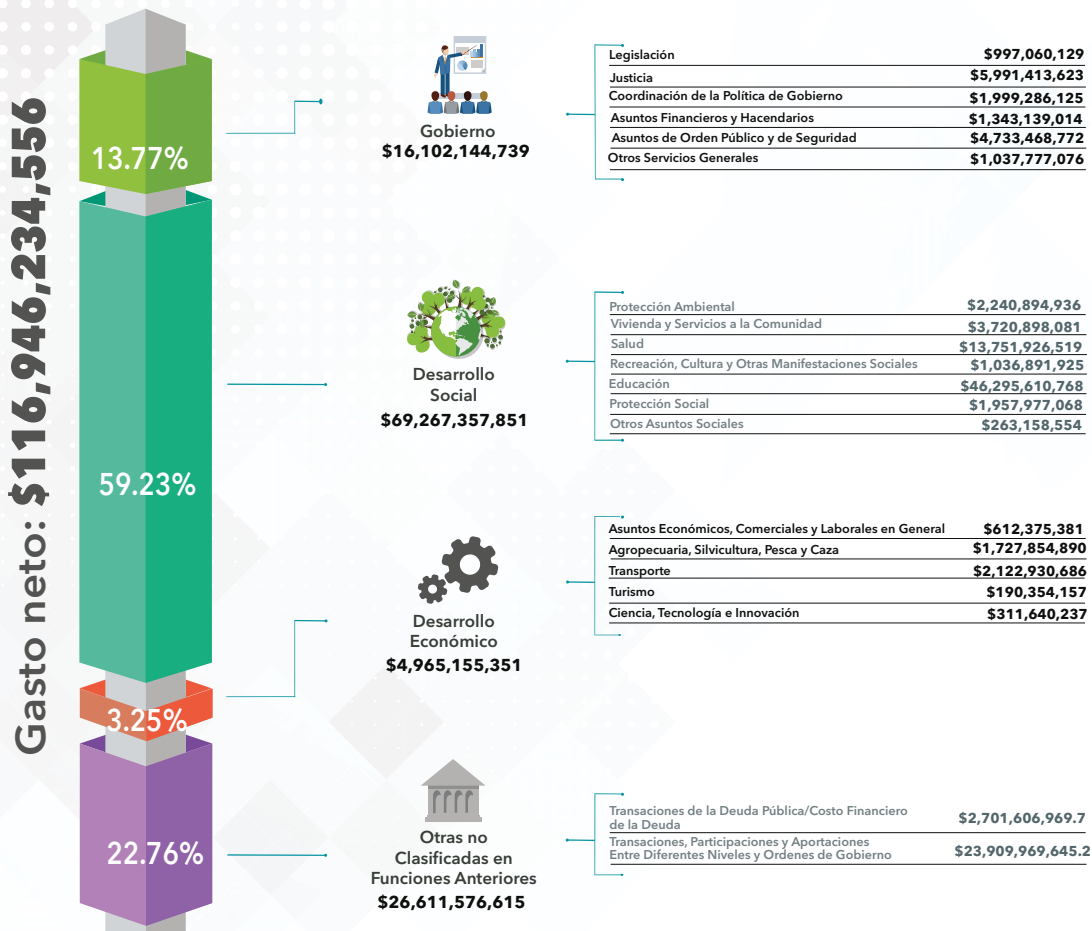 Gasto neto: $116,946,234,556
13.77%
Gobierno
$16,102,144,739
Legislación $997,060,129
Justicia $5,991,413,623
Coordinación de la Política de Gobierno $1,999,286,125
Asuntos Financieros y Hacendarios $1,343,139,014
Asuntos de Orden Público y de Seguridad $4,733,468,772
Otros Servicios Generales $1,037,777,076
59.23%
Desarrollo
Social
$69,267,357,851
Protección Ambiental $2,240,894,936
Vivienda y Servicios a la Comunidad $3,720,898,081
Salud $13,751,926,519
Recreación, Cultura y Otras Manifestaciones Sociales $1,036,891,925
Educación $46,295,610,768
Protección Social $1,957,977,068
Otros Asuntos Sociales $263,158,554
3.25%
Desarrollo
Económico
$4,965,155,351
Asuntos Económicos, Comerciales y Laborales en General $612,375,381
Agropecuaria, Silvicultura, Pesca y Caza $1,727,854,890
Transporte $2,122,930,686
Turismo $190,354,157
Ciencia, Tecnología e Innovación $311,640,237
22.76%
Otras no
Clasificadas en
Funciones Anteriores
$26,611,576,615
Transaciones de la Deuda Pública/Costo Financiero
de la Deuda $2,701,606,969.7
Transaciones, Participaciones y Aportaciones
Entre Diferentes Niveles y Ordenes de Gobierno $23,909,969,645.2